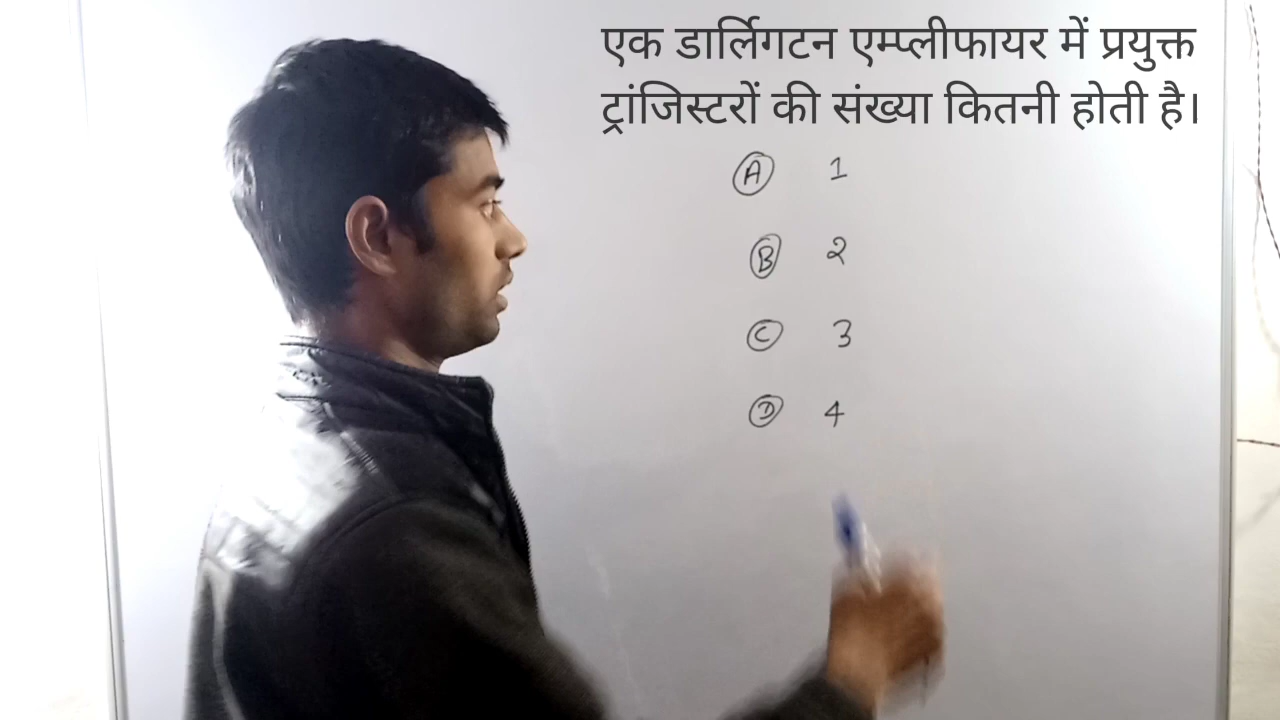 एक डार्लिगटन एम्प्लीफायर में प्रयुक्त
ट्रांजिस्टरों की संख्या कितनी होती है।
A 1
B 2
C 3
D 4